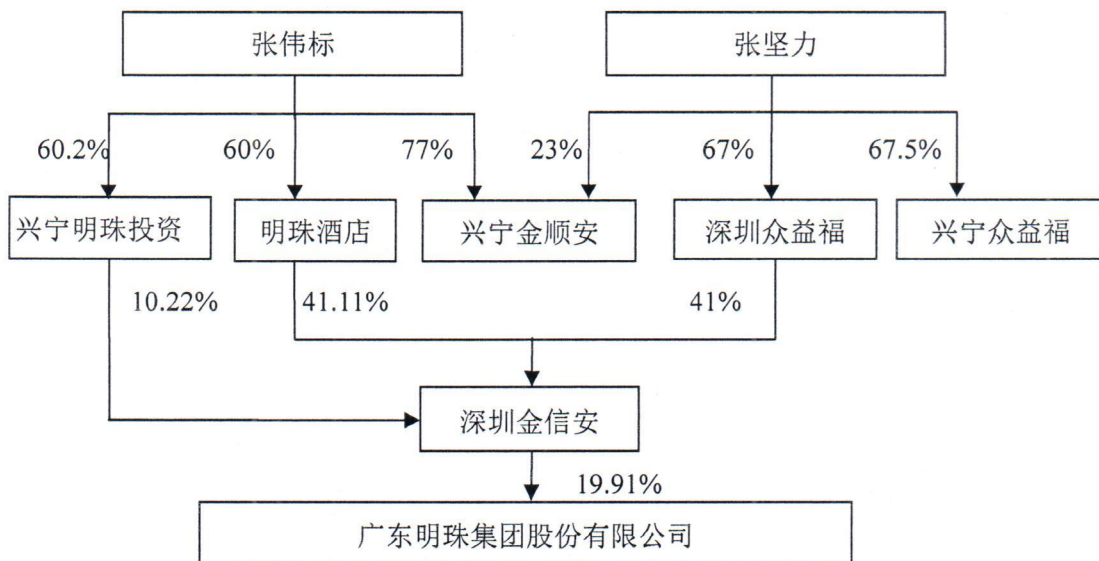 张伟标
张坚力
60.2%
60%
77%
23%
67%
67.5%
兴宁明珠投资
明珠酒店
兴宁金顺安
深圳众益福
兴宁众益福
10.22%
41.11%
41%
深圳金信安
19.91%
广东明珠集团股份有限公司